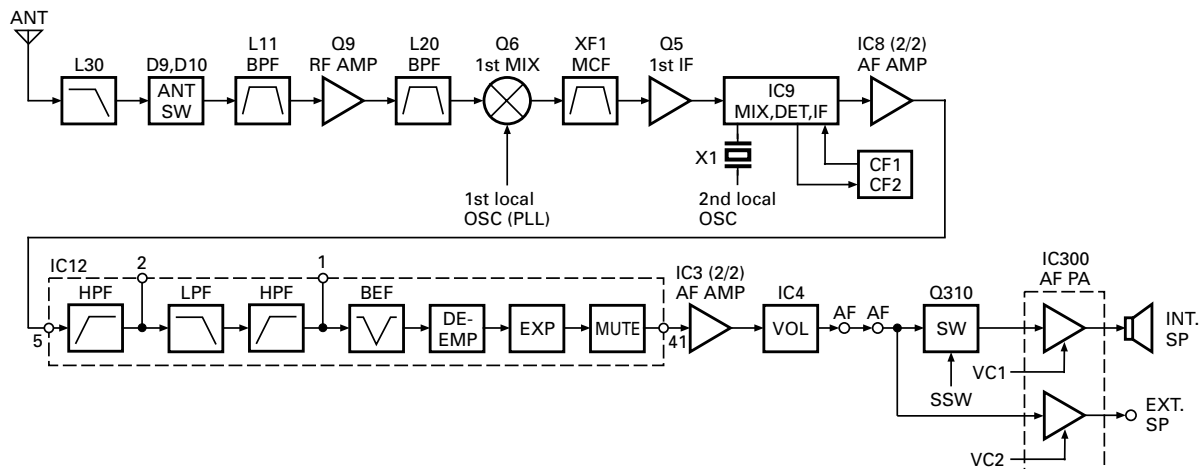 ANT
L30
D9,D10
ANT
SW
L11
BPF
Q9
RF AMP
L20
BPF
Q6
1st MIX
XF1
MCF
Q5
1st IF
IC9
MIX,DET,IF
IC8 (2/2)
AF AMP
X1
CF1
CF2
1st local
OSC (PLL)
2nd local
OSC
IC12
5
HPF
2
LPF
HPF
1
BEF
DE-
EMP
EXP
MUTE
41
IC3 (2/2)
AF AMP
IC4
VOL
AF
AF
Q310
SW
SSW
IC300
AF PA
VC1
INT.
SP
VC2
EXT.
SP